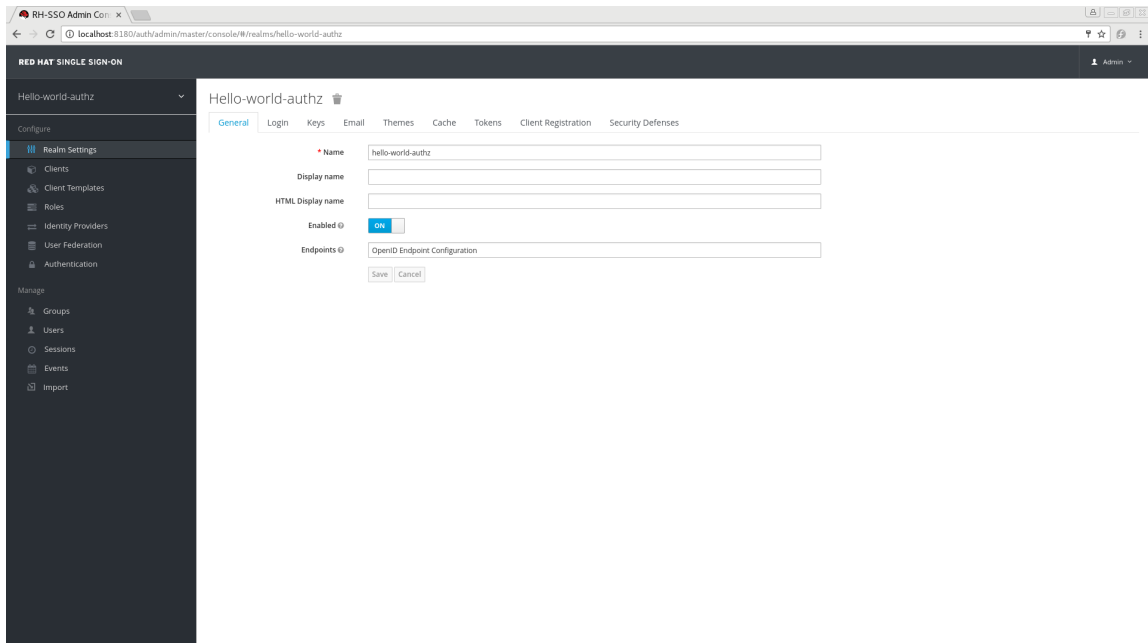 RH-SSO Admin Con
localhost:8180/auth/admin/master/console/#/realms/hello-world-authz
RED HAT SINGLE SIGN-ON
Admin
Hello-world-authz
Configure
Realm Settings
Clients
Client Templates
Roles
Identity Providers
User Federation
Authentication
Manage
Groups
Users
Sessions
Events
Import
Hello-world-authz
General Login Keys Email Themes Cache Tokens Client Registration Security Defenses
* Name hello-world-authz
Display name
HTML Display name
Enabled ON
Endpoints OpenID Endpoint Configuration
Save Cancel